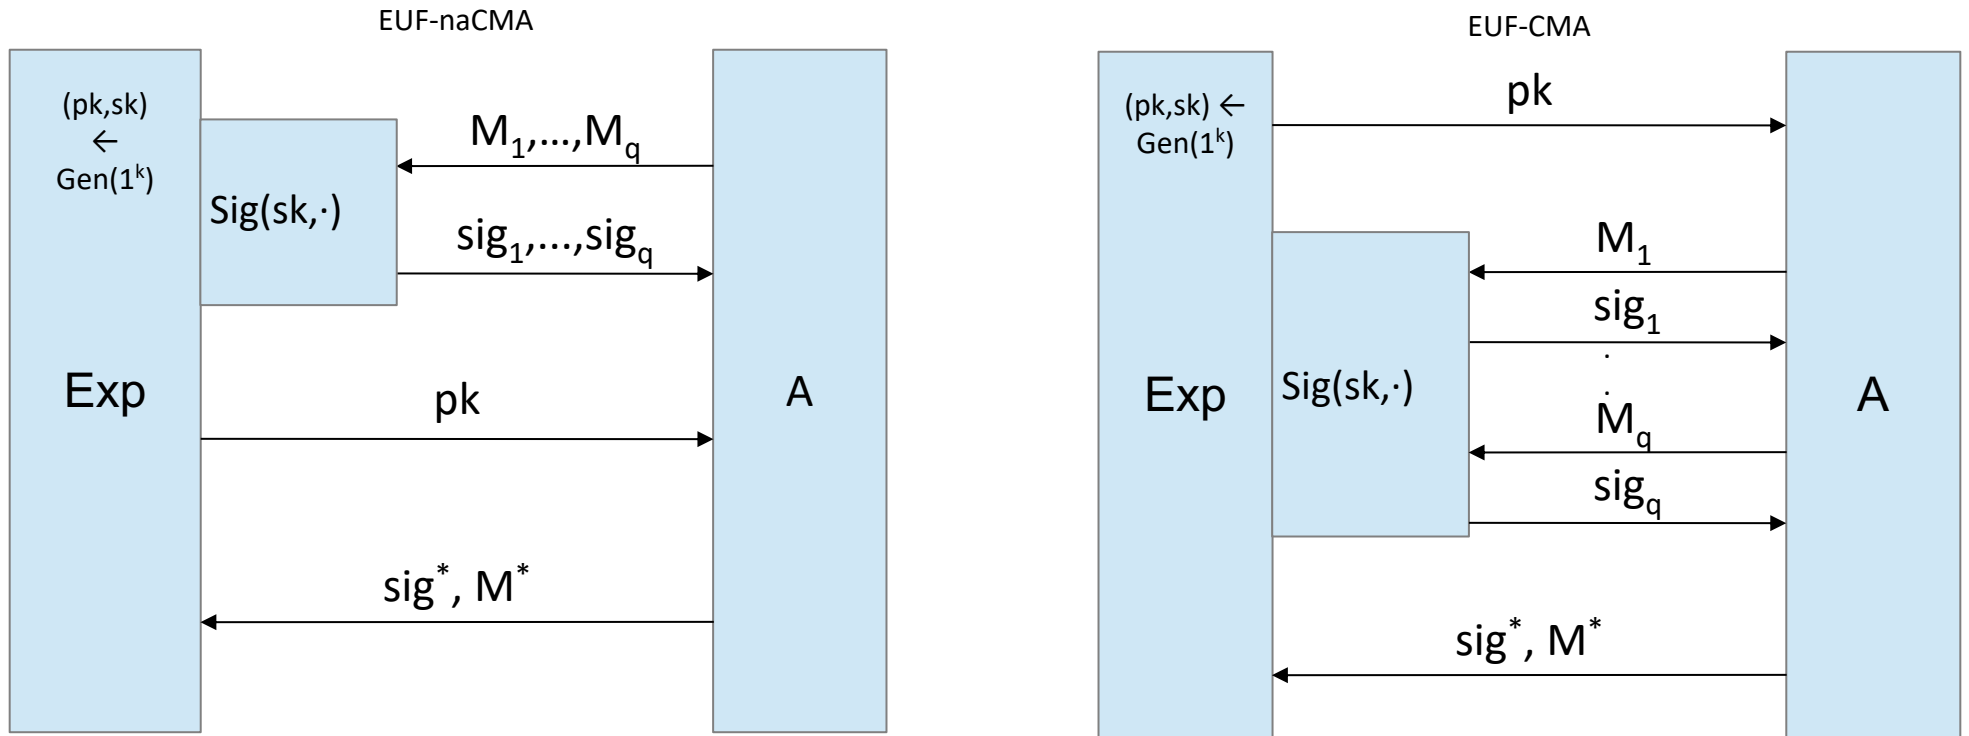 EUF-naCMA
(pk,sk)
←
Gen(1^k)
Sig(sk,·)
M_1,...,M_q
sig_1,...,sig_q
Exp
pk
A
sig^*, M^*
EUF-CMA
(pk,sk) ←
Gen(1^k)
pk
M_1
sig_1
.
.
Sig(sk,·)
Exp
A
M_q
sig_q
sig^*, M^*